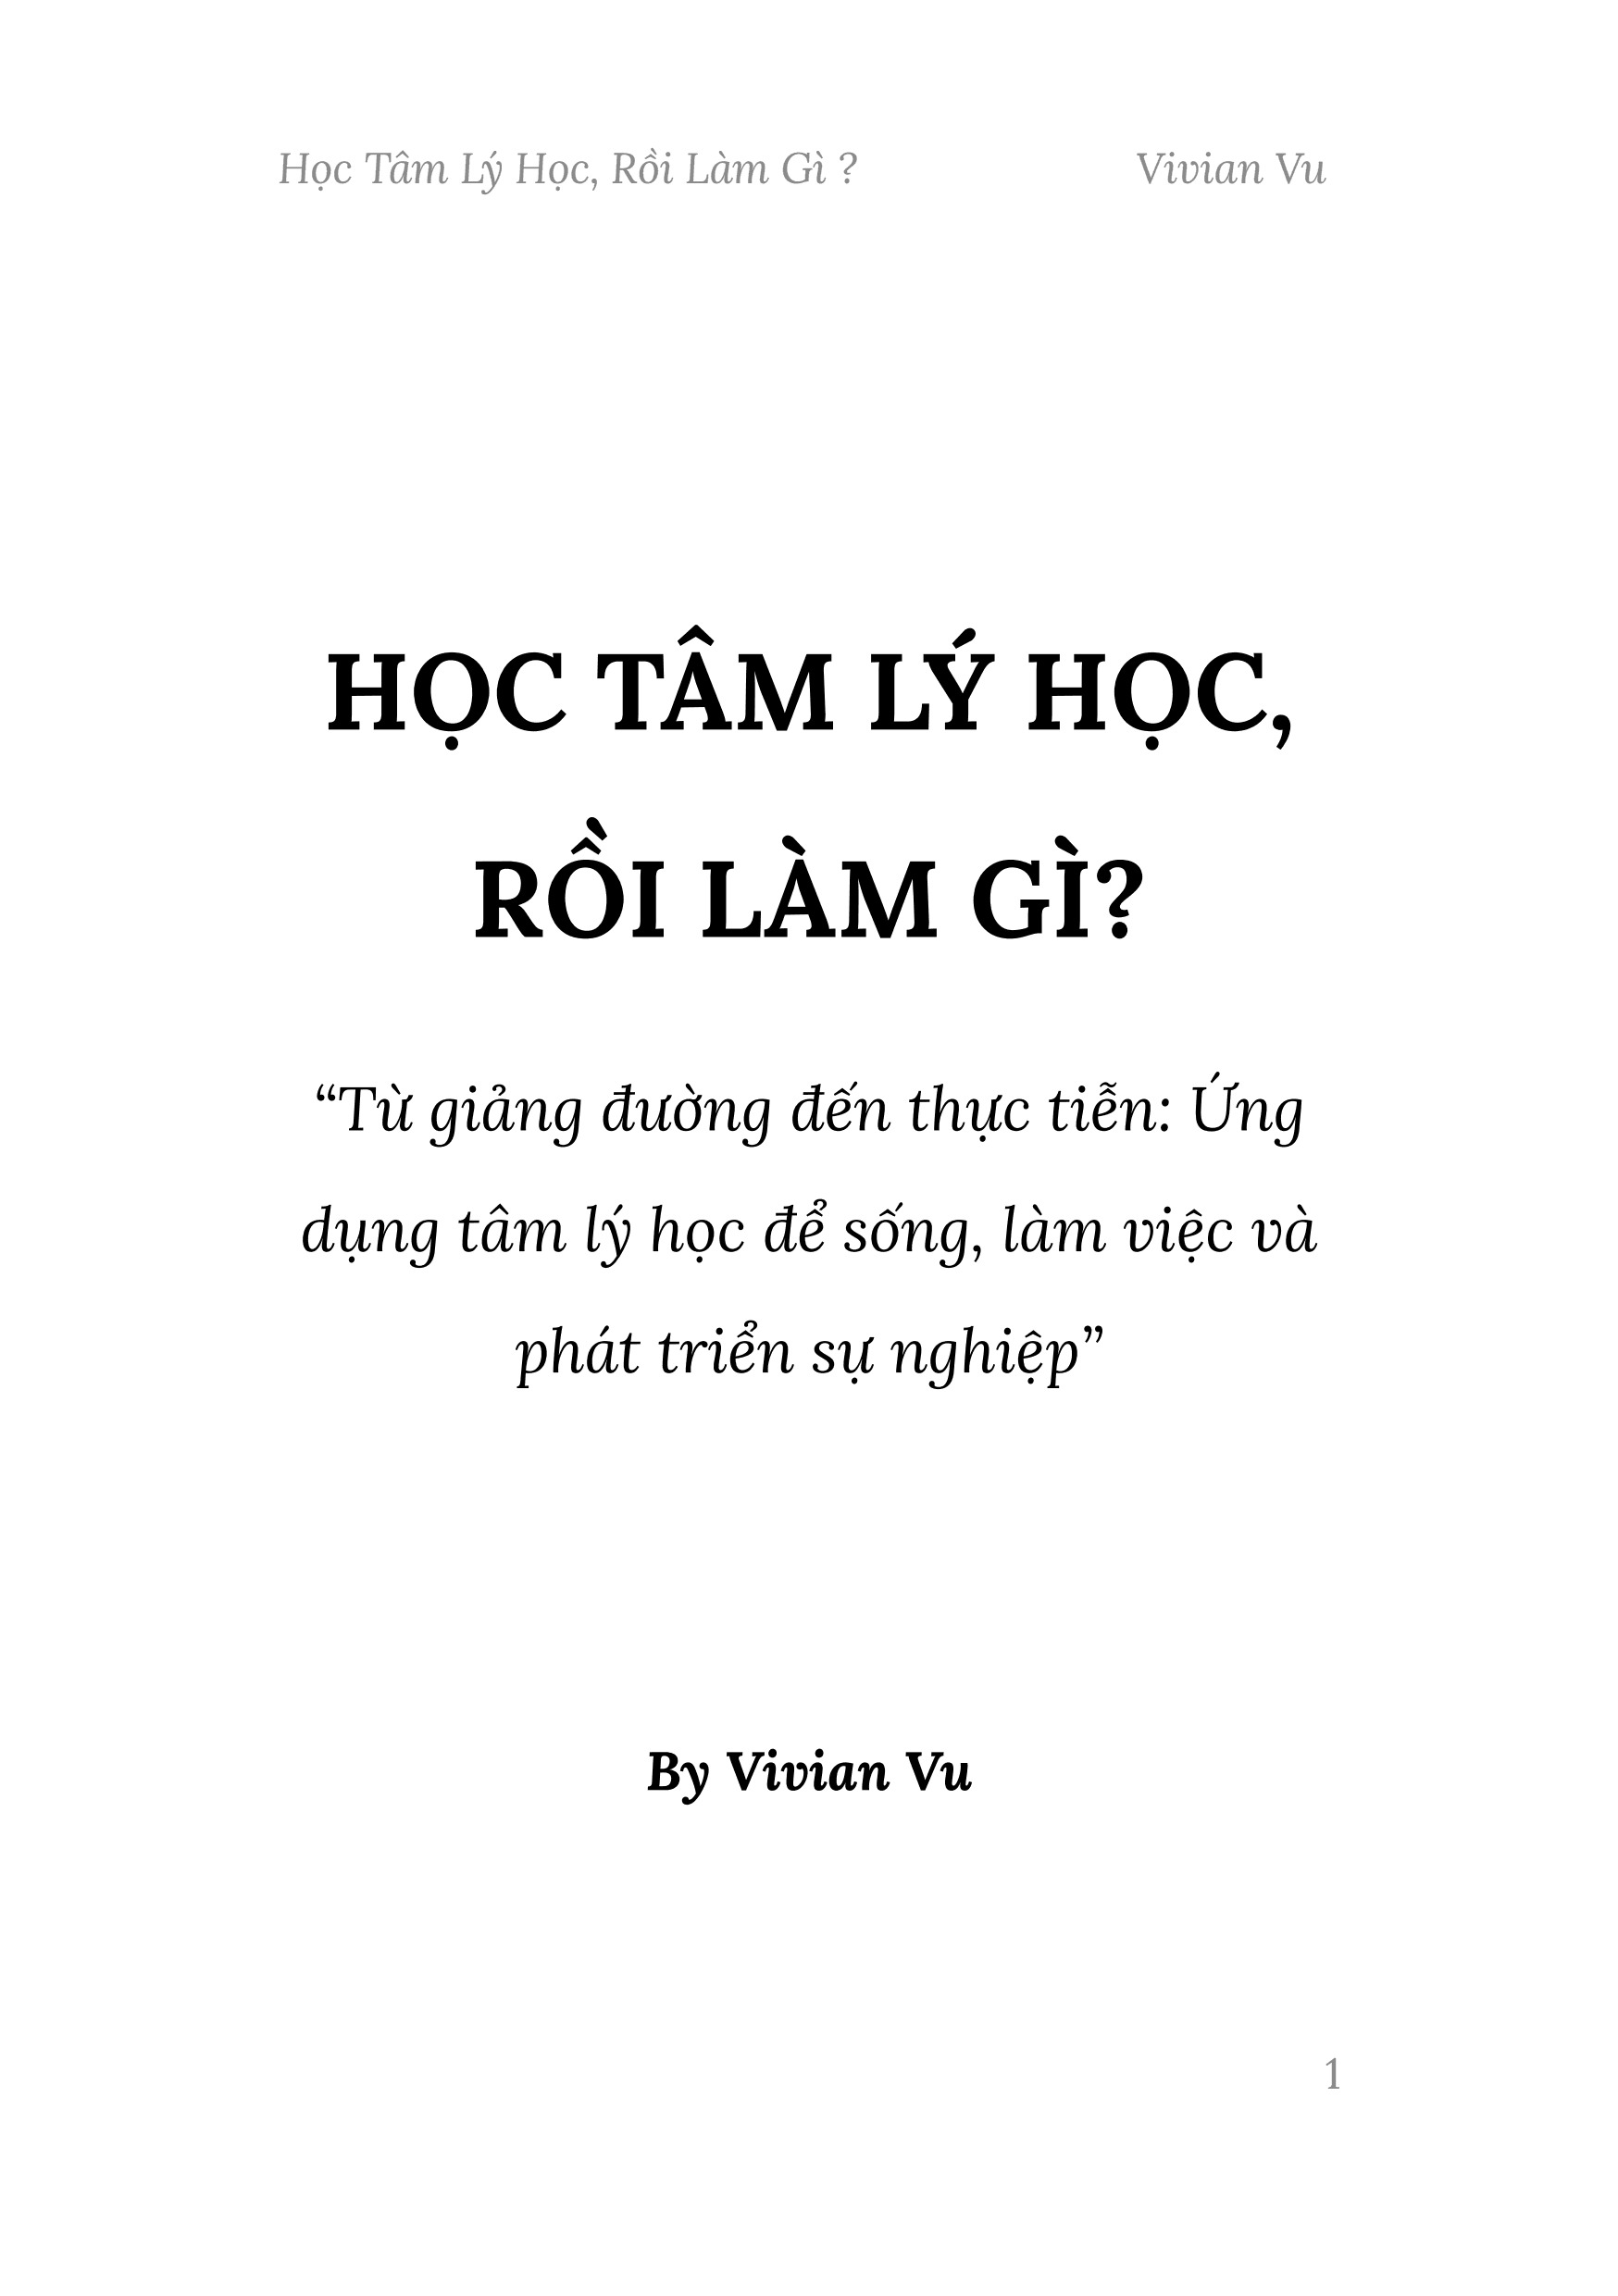 Học Tâm Lý Học, Rồi Làm Gì ? Vivian Vu
HỌC TÂM LÝ HỌC,
RỒI LÀM GÌ?
“Từ giảng đường đến thực tiễn: Ứng
dụng tâm lý học để sống, làm việc và
phát triển sự nghiệp”
By Vivian Vu
1